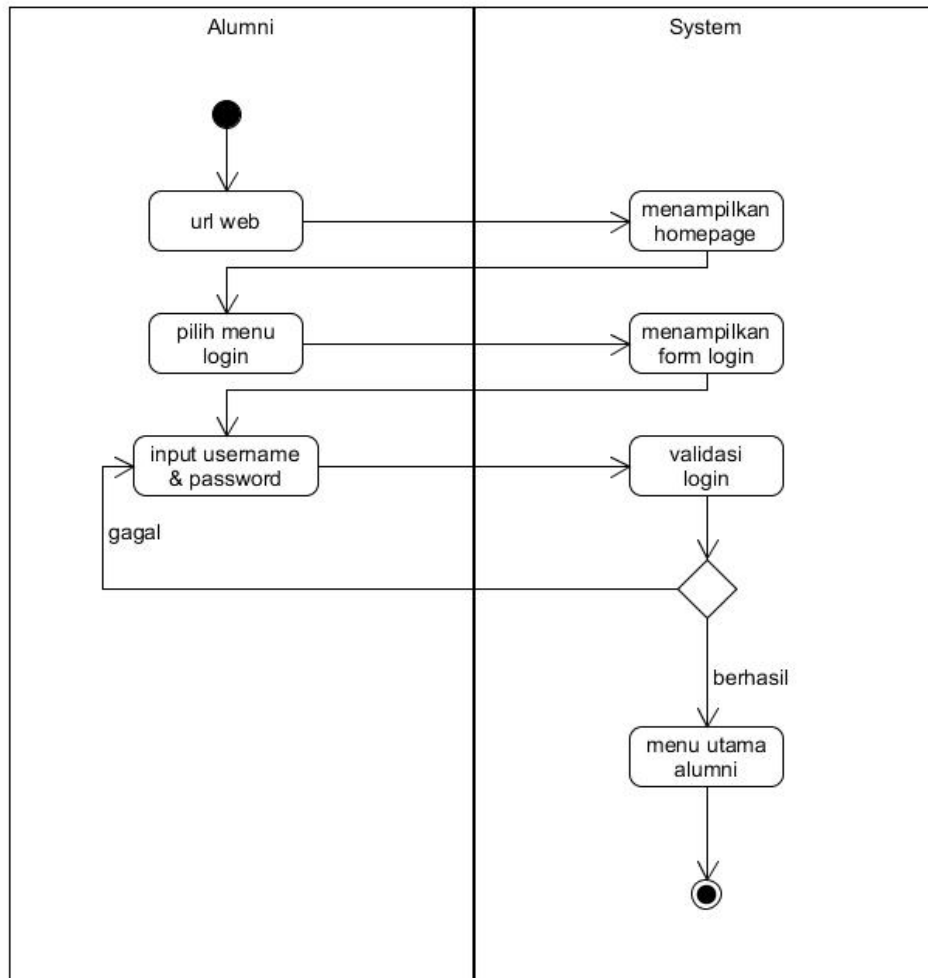 Alumni
System
url web
menampilkan
homepage
pilih menu
login
menampilkan
form login
input username
& password
validasi
login
gagal
berhasil
menu utama
alumni